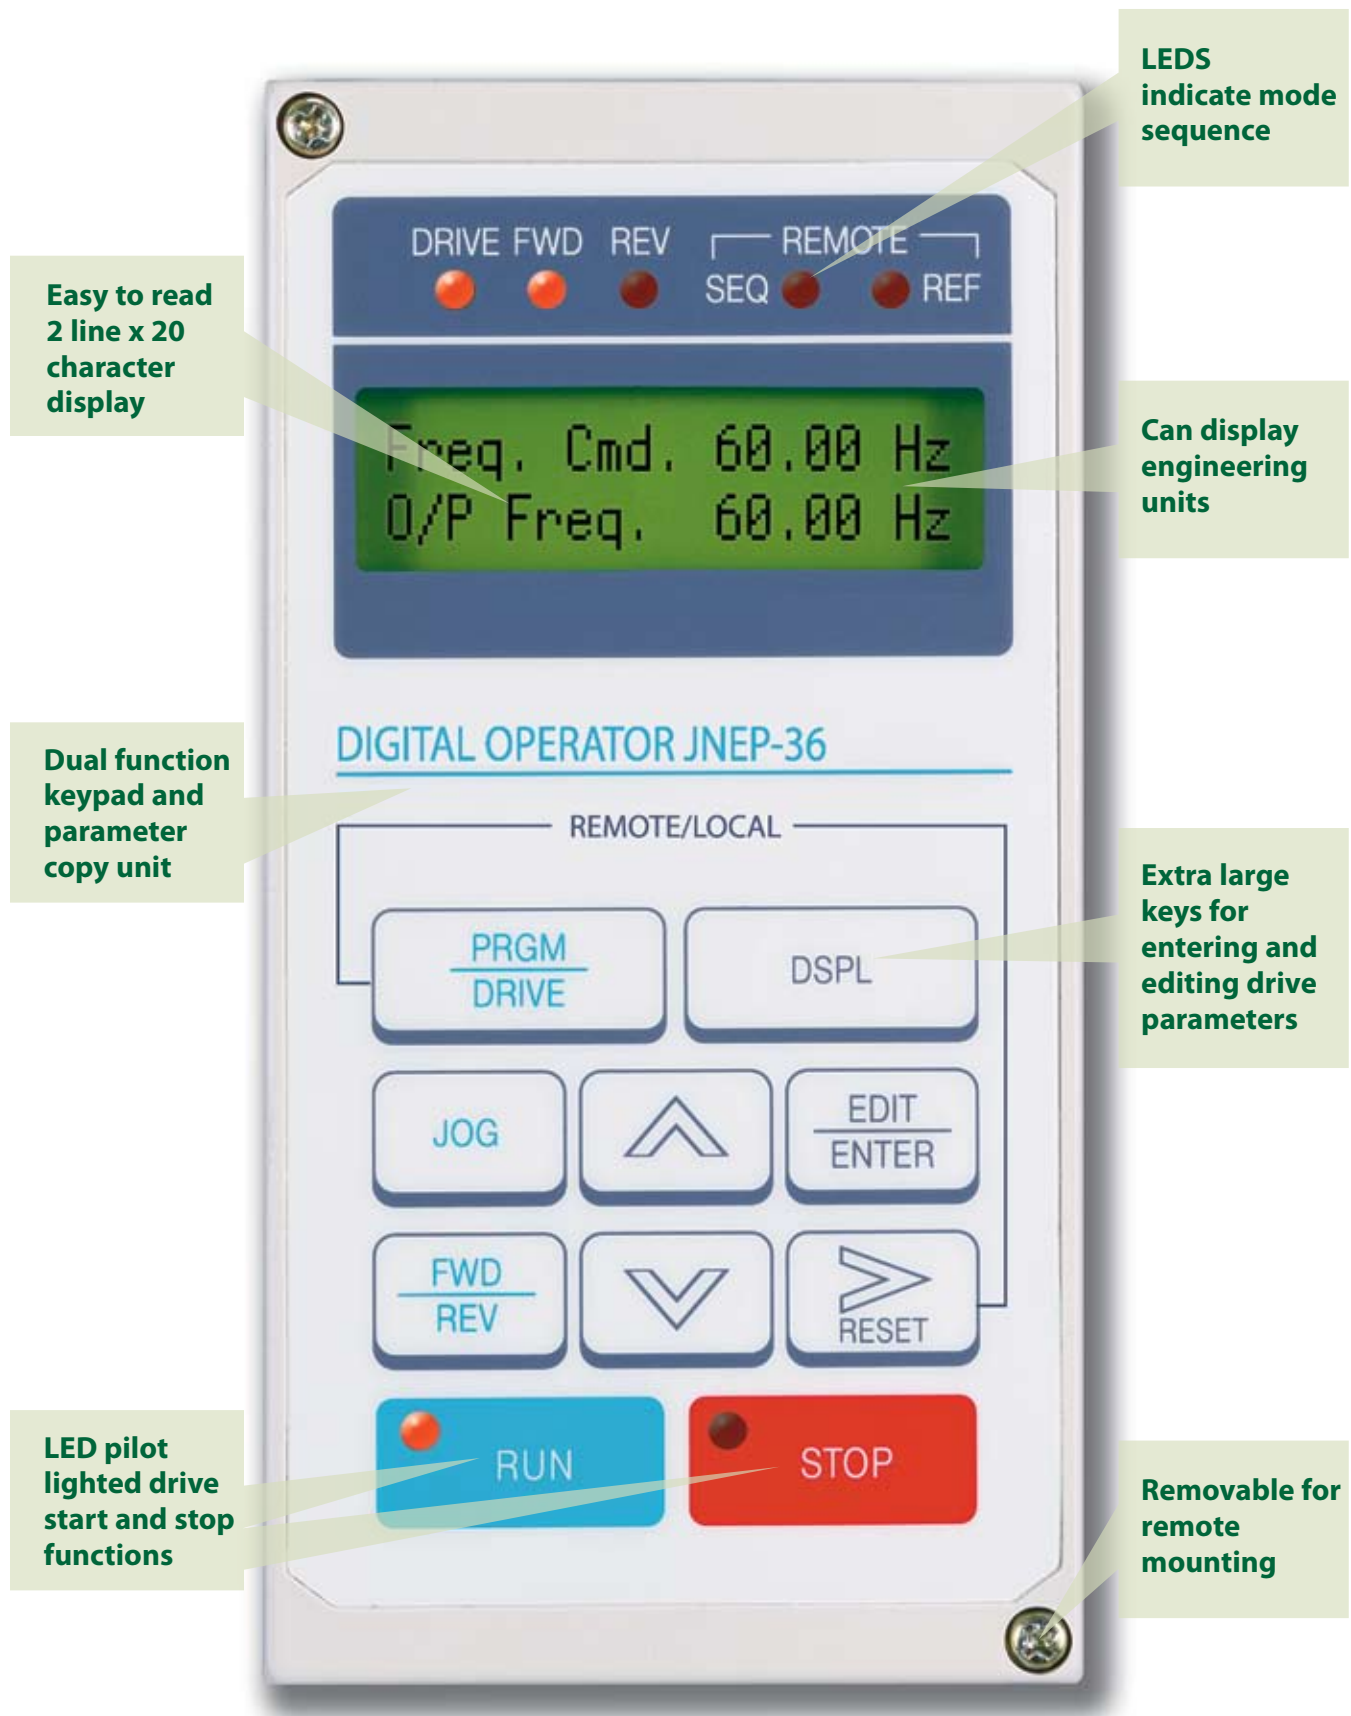 LEDS
indicate mode
sequence
DRIVE FWD REV REMOTE
SEQ REF
Easy to read
2 line x 20
character
display
Freq. Cmd. 60.00 Hz
O/P Freq. 60.00 Hz
Can display
engineering
units
DIGITAL OPERATOR JNEP-36
Dual function
keypad and
parameter
copy unit
REMOTE/LOCAL
PRGM
DRIVE
DSPL
Extra large
keys for
entering and
editing drive
parameters
JOG
EDIT
ENTER
FWD
REV
RESET
RUN
STOP
LED pilot
lighted drive
start and stop
functions
Removable for
remote
mounting